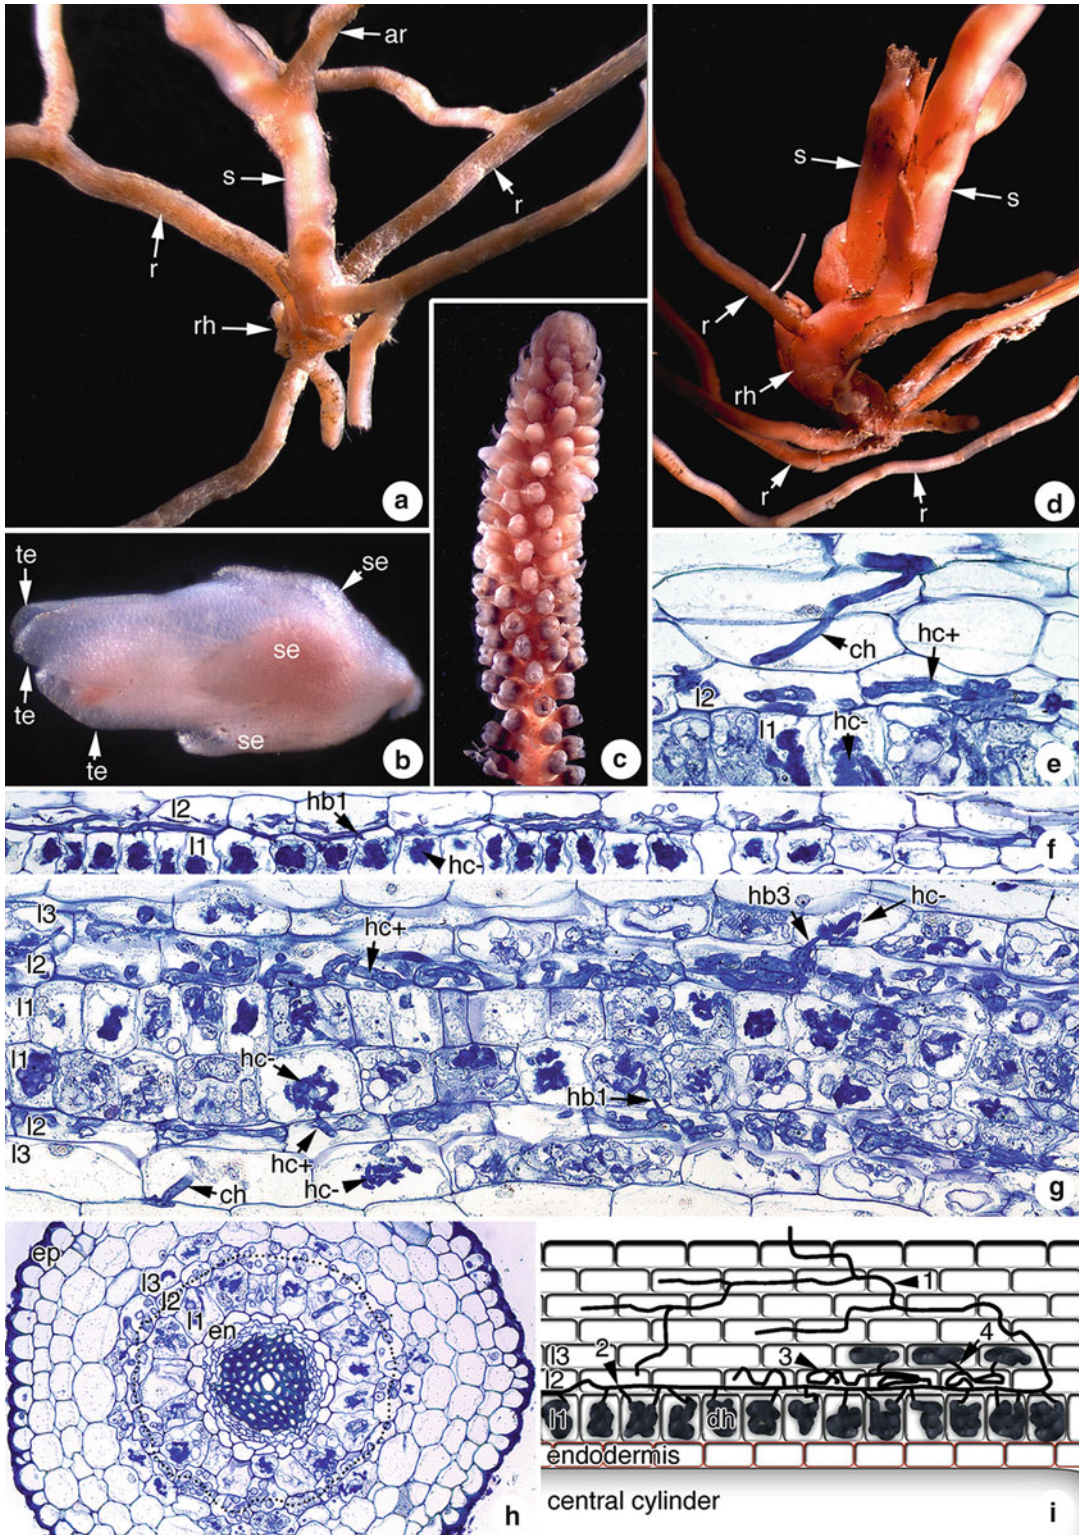 ar
s
r
r
rh
a
s
s
r
rh
r
r
d
te
te
te
se
se
se
b
c
ch
hc+
l2
l1
hc-
e
l2
hb1
l1
hc-
f
l3
hc+
hb3
hc-
l2
l1
l1
hc-
hb1
l2
hc+
l3
ch
hc-
g
ep
l3
l2
l1
en
h
1
l3
2
3
4
l2
l1
dh
endodermis
central cylinder
i